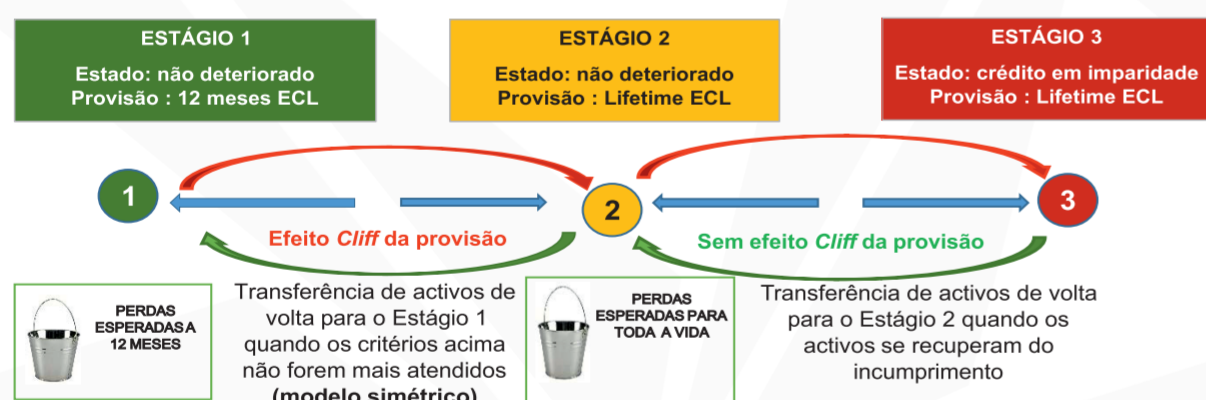 ESTÁGIO 1
Estado: não deteriorado
Provisão : 12 meses ECL
ESTÁGIO 2
Estado: não deteriorado
Provisão : Lifetime ECL
ESTÁGIO 3
Estado: crédito em imparidade
Provisão : Lifetime ECL
1
2
3
Efeito Cliff da provisão
Sem efeito Cliff da provisão
PERDAS
ESPERADAS A
12 MESES
Transferência de activos de
volta para o Estágio 1
quando os critérios acima
não forem mais atendidos
(modelo simétrico)
PERDAS
ESPERADAS PARA
TODA A VIDA
Transferência de activos de volta
para o Estágio 2 quando os
activos se recuperam do
incumprimento